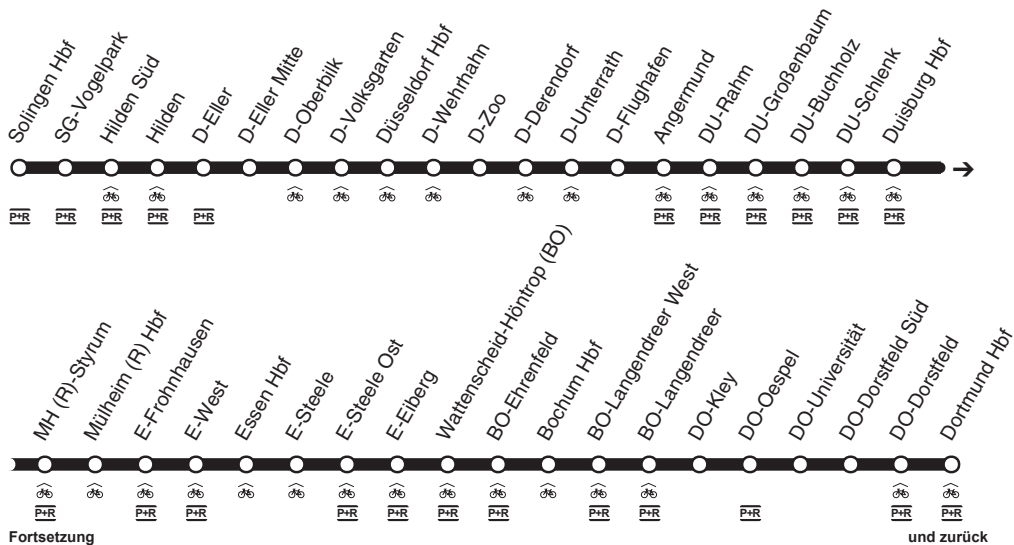 Solingen Hbf
SG-Vogelpark
Hilden Süd
Hilden
D-Eller
D-Eller Mitte
D-Oberbilk
D-Volksgarten
Düsseldorf Hbf
D-Wehrhahn
D-Zoo
D-Derendorf
D-Unterrath
D-Flughafen
Angermund
DU-Rahm
DU-Großenbaum
DU-Buchholz
DU-Schlenk
Duisburg Hbf
P+R P+R P+R P+R P+R P+R P+R P+R P+R P+R P+R
MH (R)-Styrum
Mülheim (R) Hbf
E-Frohnhausen
E-West
Essen Hbf
E-Steele
E-Steele Ost
E-Eiberg
Wattenscheid-Höntrop (BO)
BO-Ehrenfeld
Bochum Hbf
BO-Langendreer West
BO-Langendreer
DO-Kley
DO-Oespel
DO-Universität
DO-Dorstfeld Süd
DO-Dorstfeld
Dortmund Hbf
P+R P+R P+R P+R P+R P+R P+R P+R P+R P+R P+R P+R
Fortsetzung
und zurück